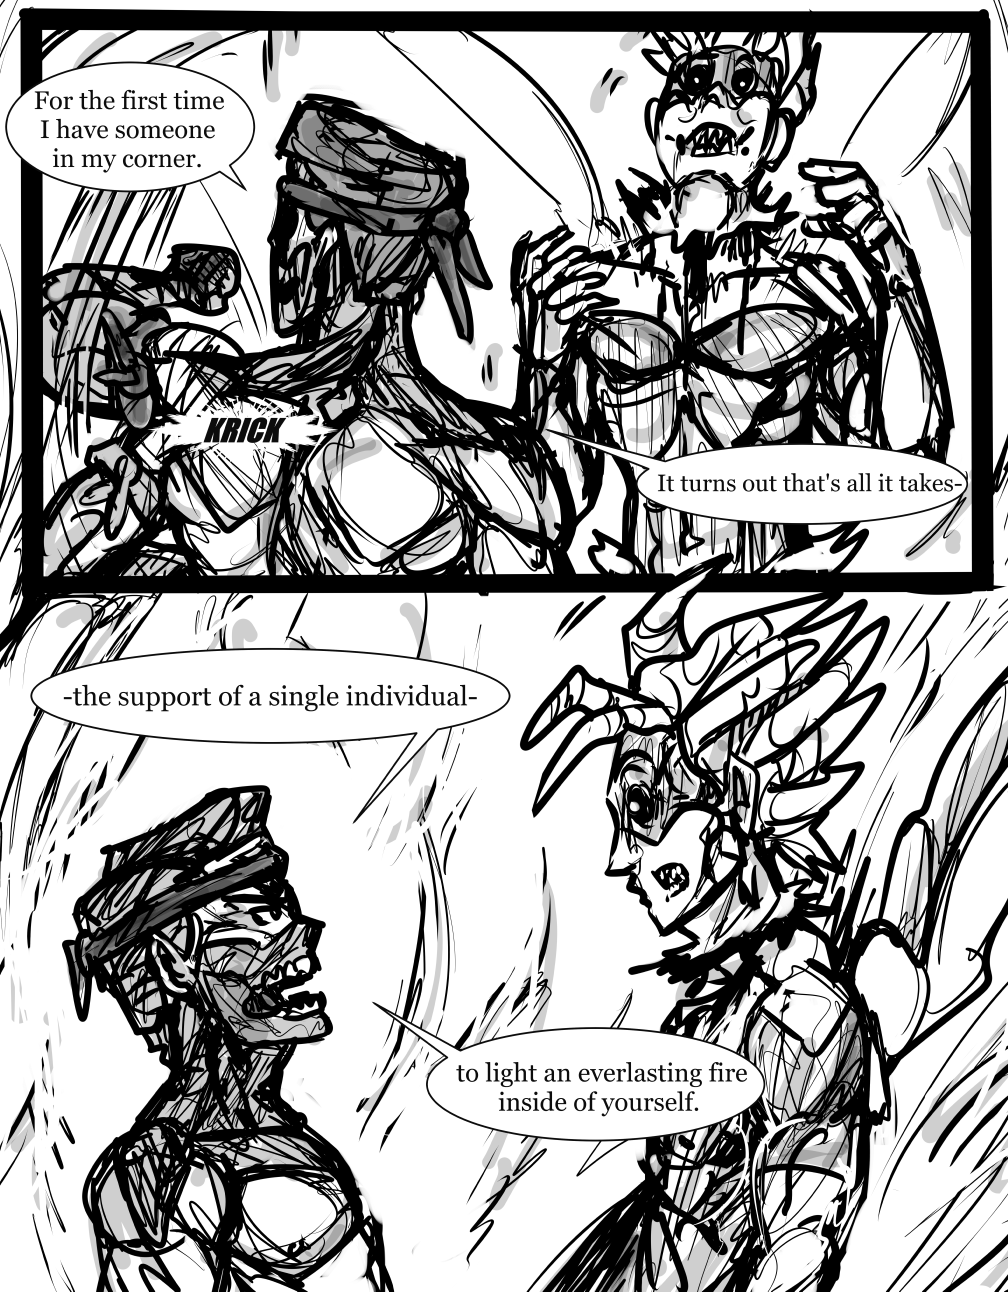 For the first time
I have someone
in my corner.
KRICK
It turns out that's all it takes-
-the support of a single individual-
to light an everlasting fire
inside of yourself.